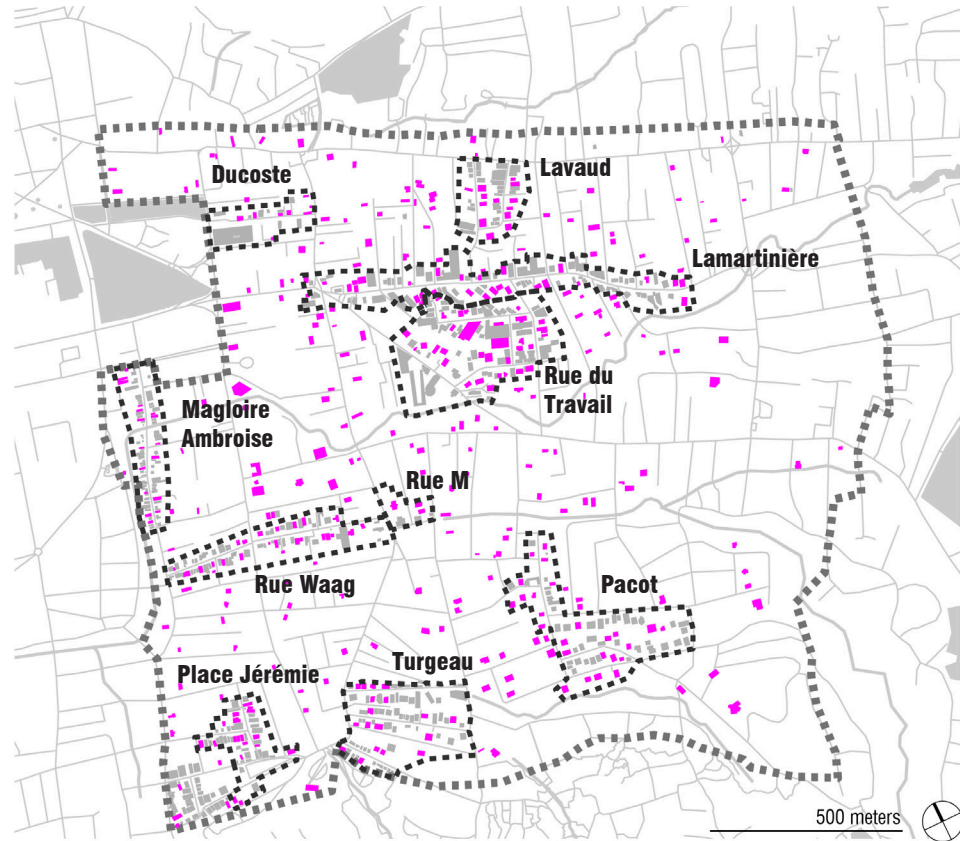 Ducoste
Lavaud
Lamartinière
Rue du
Travail
Magloire
Ambroise
Rue M
Rue Waag
Pacot
Place Jérémie
Turgeau
500 meters